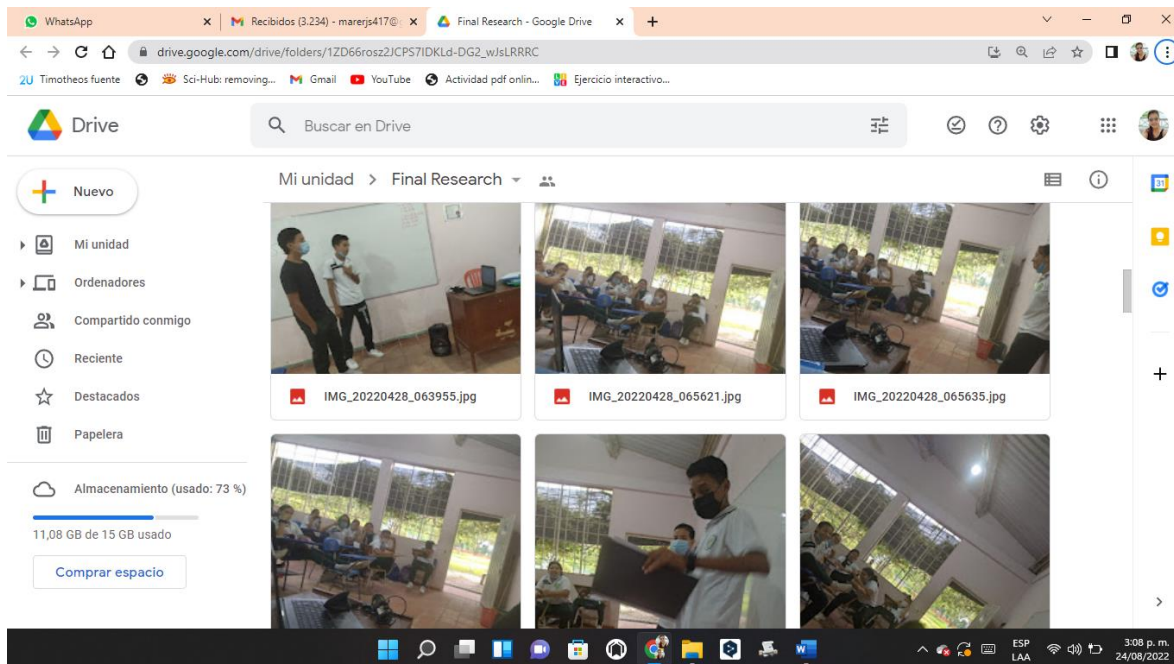 WhatsApp
Recibidos (3.234) - marerjs417@
Final Research - Google Drive
drive.google.com/drive/folders/1ZD66rosz2JCPS7IDKLd-DG2_wJsLRRRC
2U Timotheos fuente
Sci-Hub: removing...
Gmail
YouTube
Actividad pdf onlin...
Ejercicio interactivo...
Drive
Buscar en Drive
Nuevo
Mi unidad > Final Research
31
Mi unidad
Ordenadores
Compartido conmigo
Reciente
Destacados
Papelera
Almacenamiento (usado: 73 %)
11,08 GB de 15 GB usado
Comprar espacio
IMG_20220428_063955.jpg
IMG_20220428_065621.jpg
IMG_20220428_065635.jpg
ESP
LAA
3:08 p. m.
24/08/2022